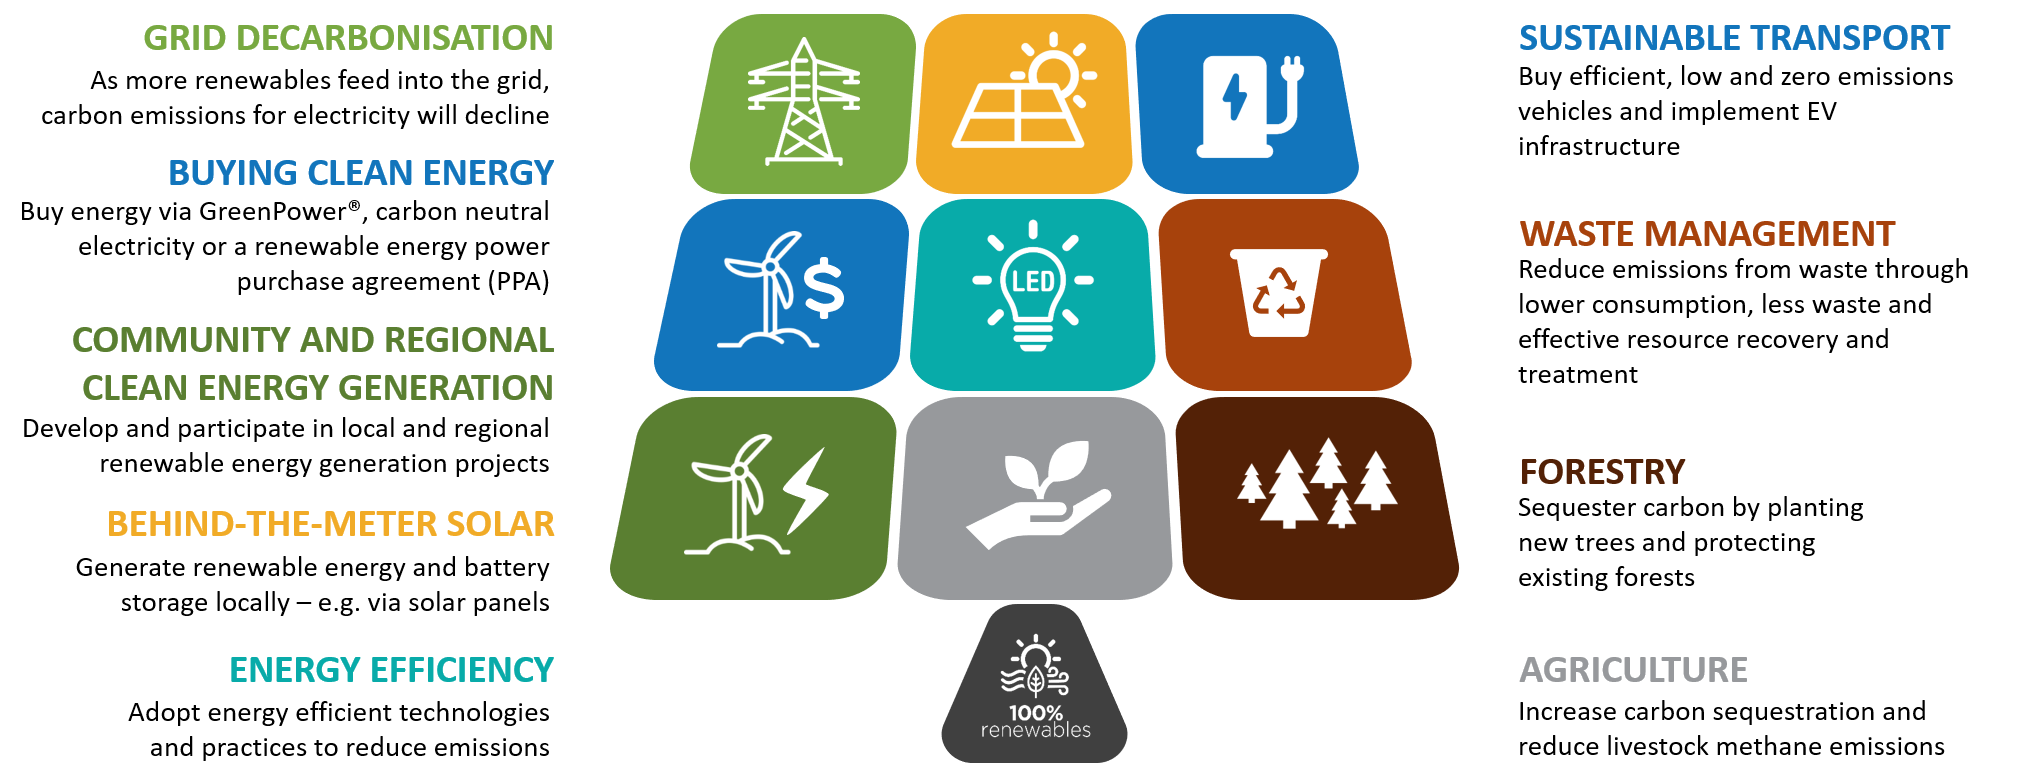 GRID DECARBONISATION
As more renewables feed into the grid,
carbon emissions for electricity will decline
BUYING CLEAN ENERGY
Buy energy via GreenPower®, carbon neutral
electricity or a renewable energy power
purchase agreement (PPA)
COMMUNITY AND REGIONAL
CLEAN ENERGY GENERATION
Develop and participate in local and regional
renewable energy generation projects
BEHIND-THE-METER SOLAR
Generate renewable energy and battery
storage locally – e.g. via solar panels
ENERGY EFFICIENCY
Adopt energy efficient technologies
and practices to reduce emissions
$
LED
100%
renewables
SUSTAINABLE TRANSPORT
Buy efficient, low and zero emissions
vehicles and implement EV
infrastructure
WASTE MANAGEMENT
Reduce emissions from waste through
lower consumption, less waste and
effective resource recovery and
treatment
FORESTRY
Sequester carbon by planting
new trees and protecting
existing forests
AGRICULTURE
Increase carbon sequestration and
reduce livestock methane emissions